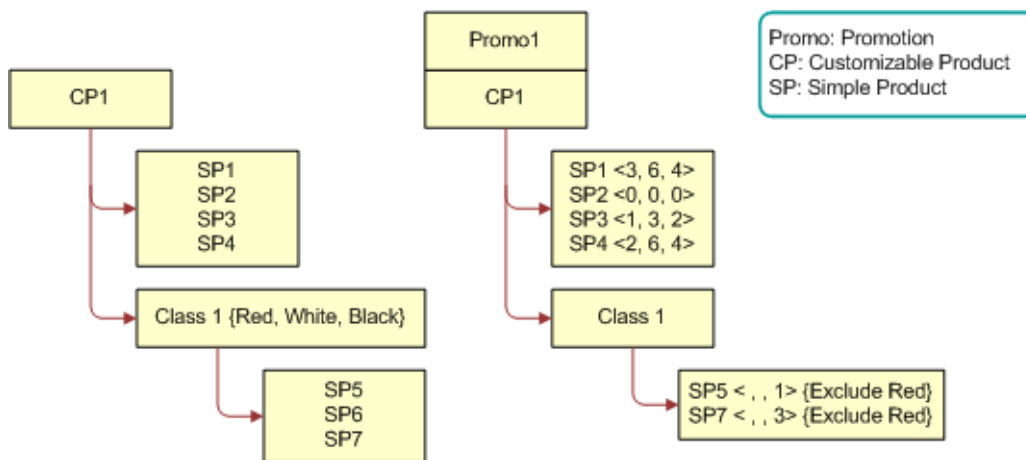 CP1
SP1
SP2
SP3
SP4
Class 1 {Red, White, Black}
SP5
SP6
SP7
Promo1
CP1
SP1 <3, 6, 4>
SP2 <0, 0, 0>
SP3 <1, 3, 2>
SP4 <2, 6, 4>
Class 1
SP5 < , , 1> {Exclude Red}
SP7 < , , 3> {Exclude Red}
Promo: Promotion
CP: Customizable Product
SP: Simple Product